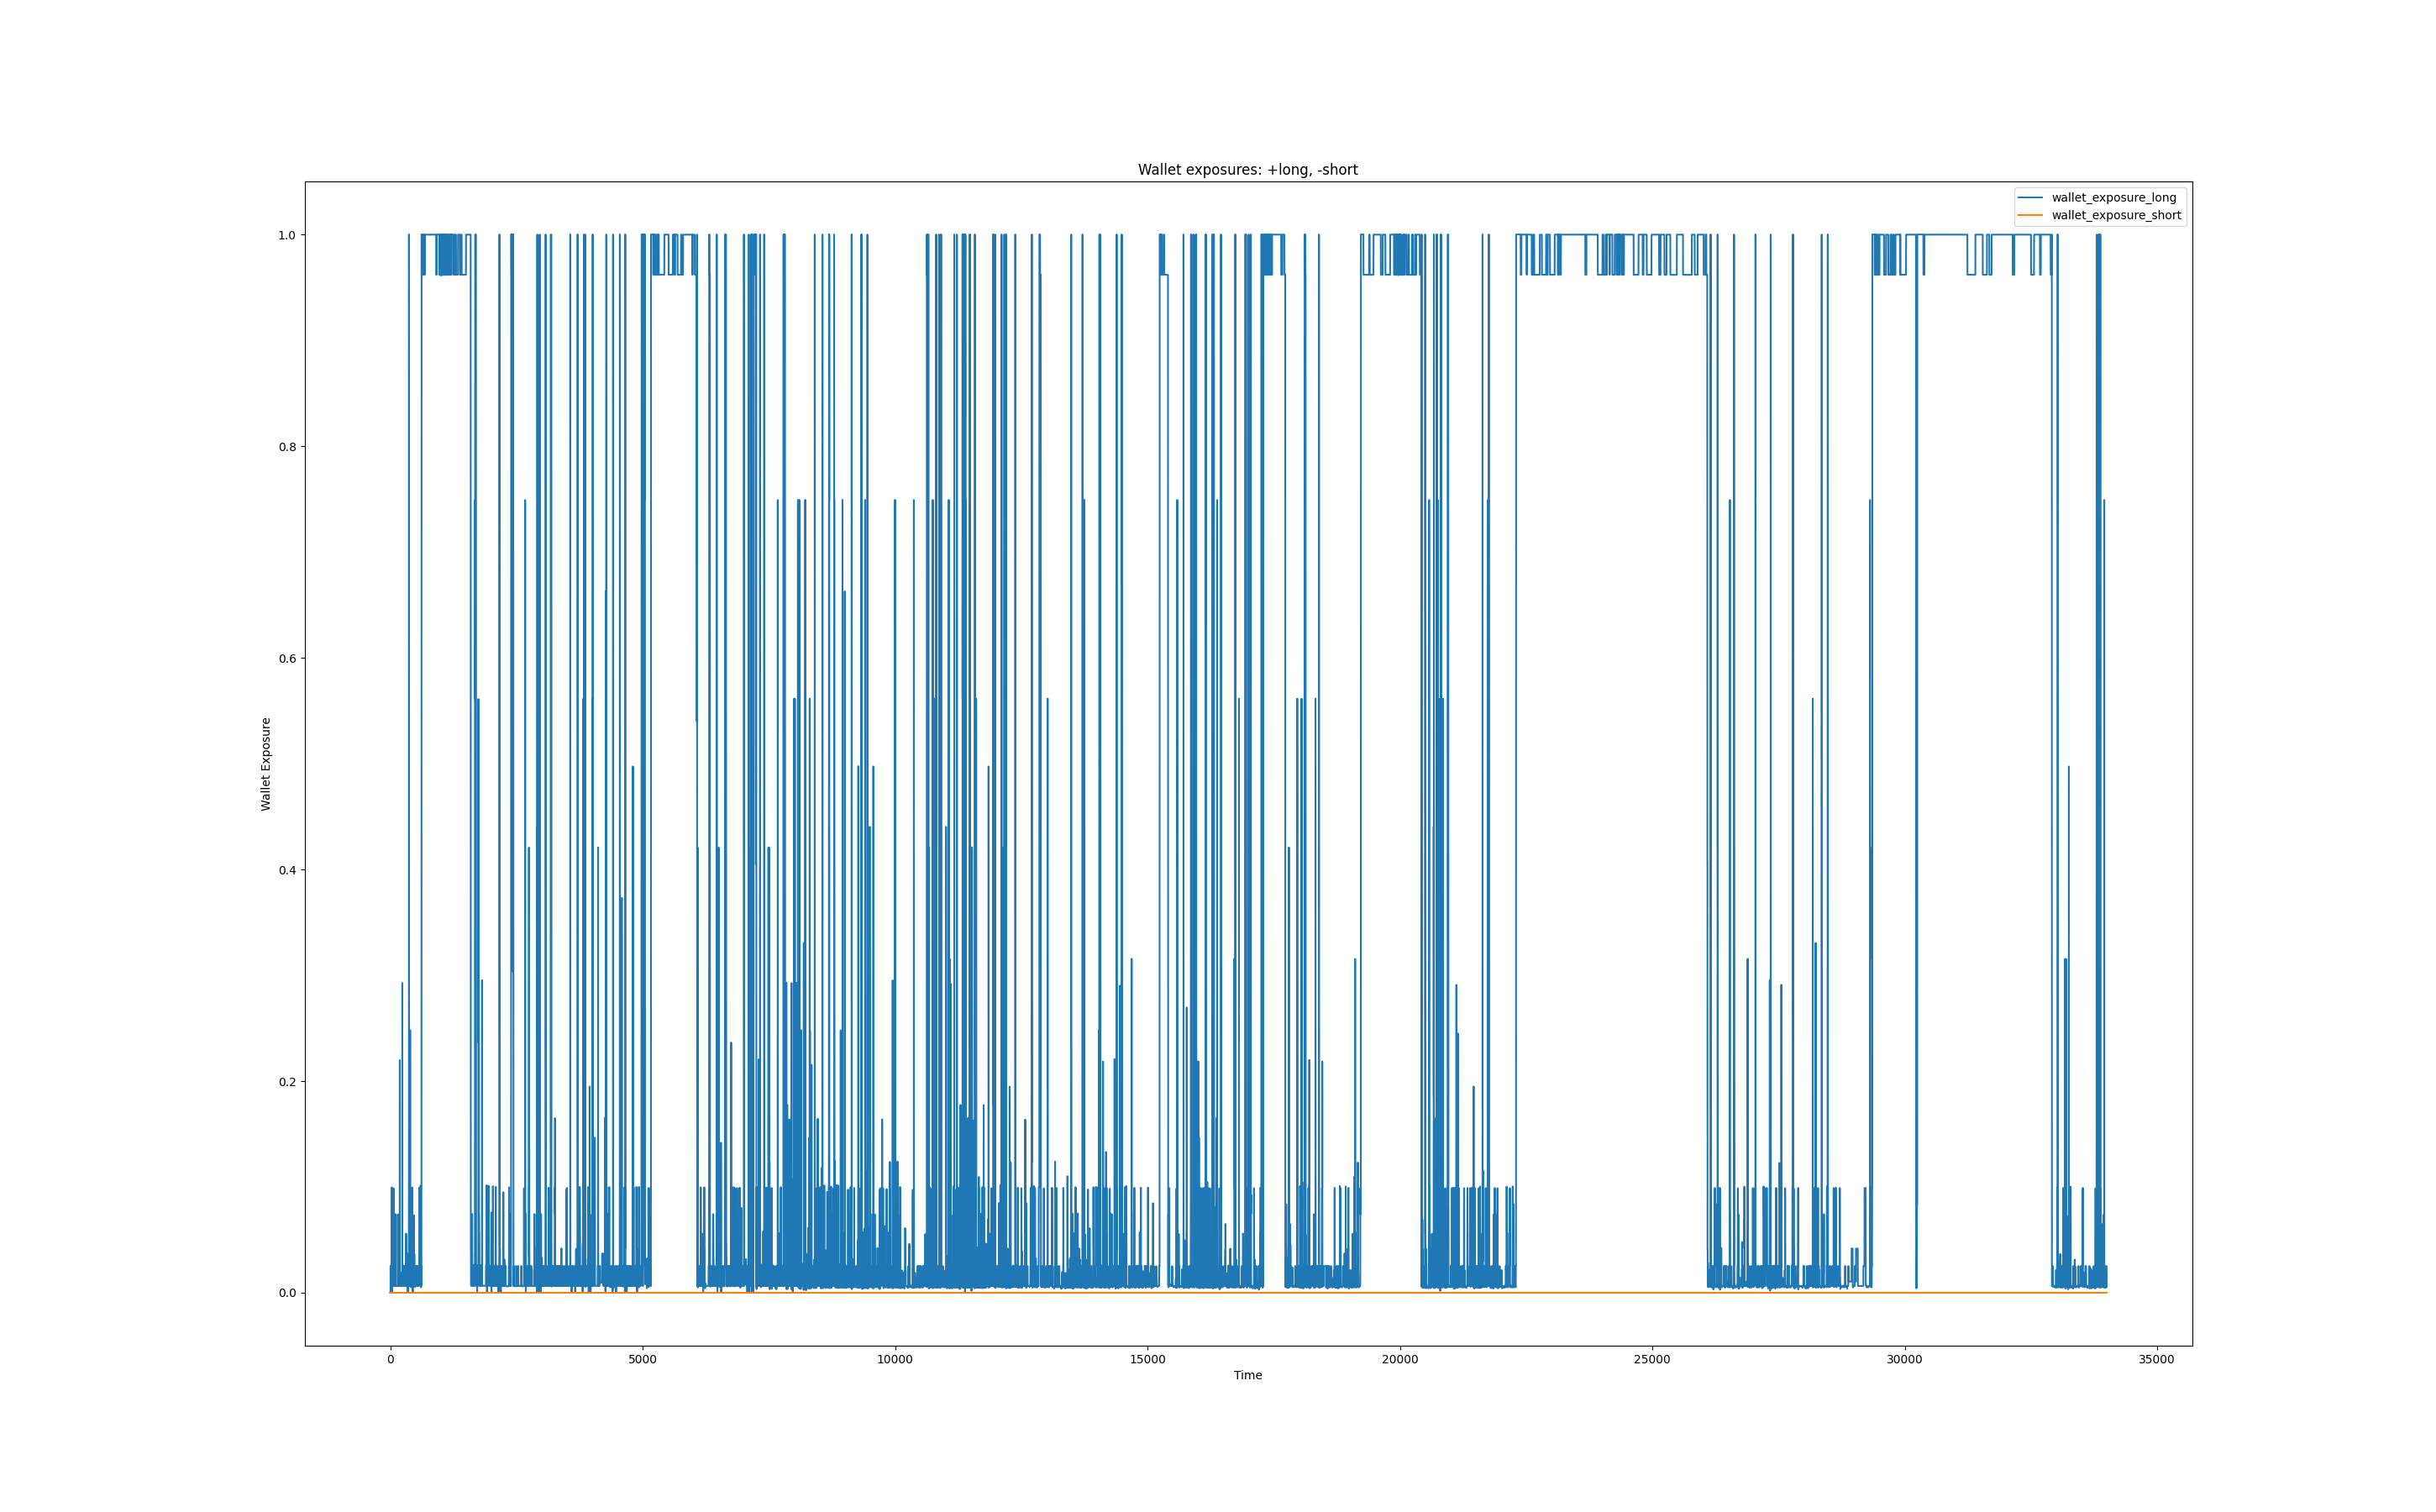 Wallet exposures: +long, -short
wallet_exposure_long
wallet_exposure_short
1.0
0.8
0.6
0.4
0.2
0.0
Wallet Exposure
0 5000 10000 15000 20000 25000 30000 35000
Time